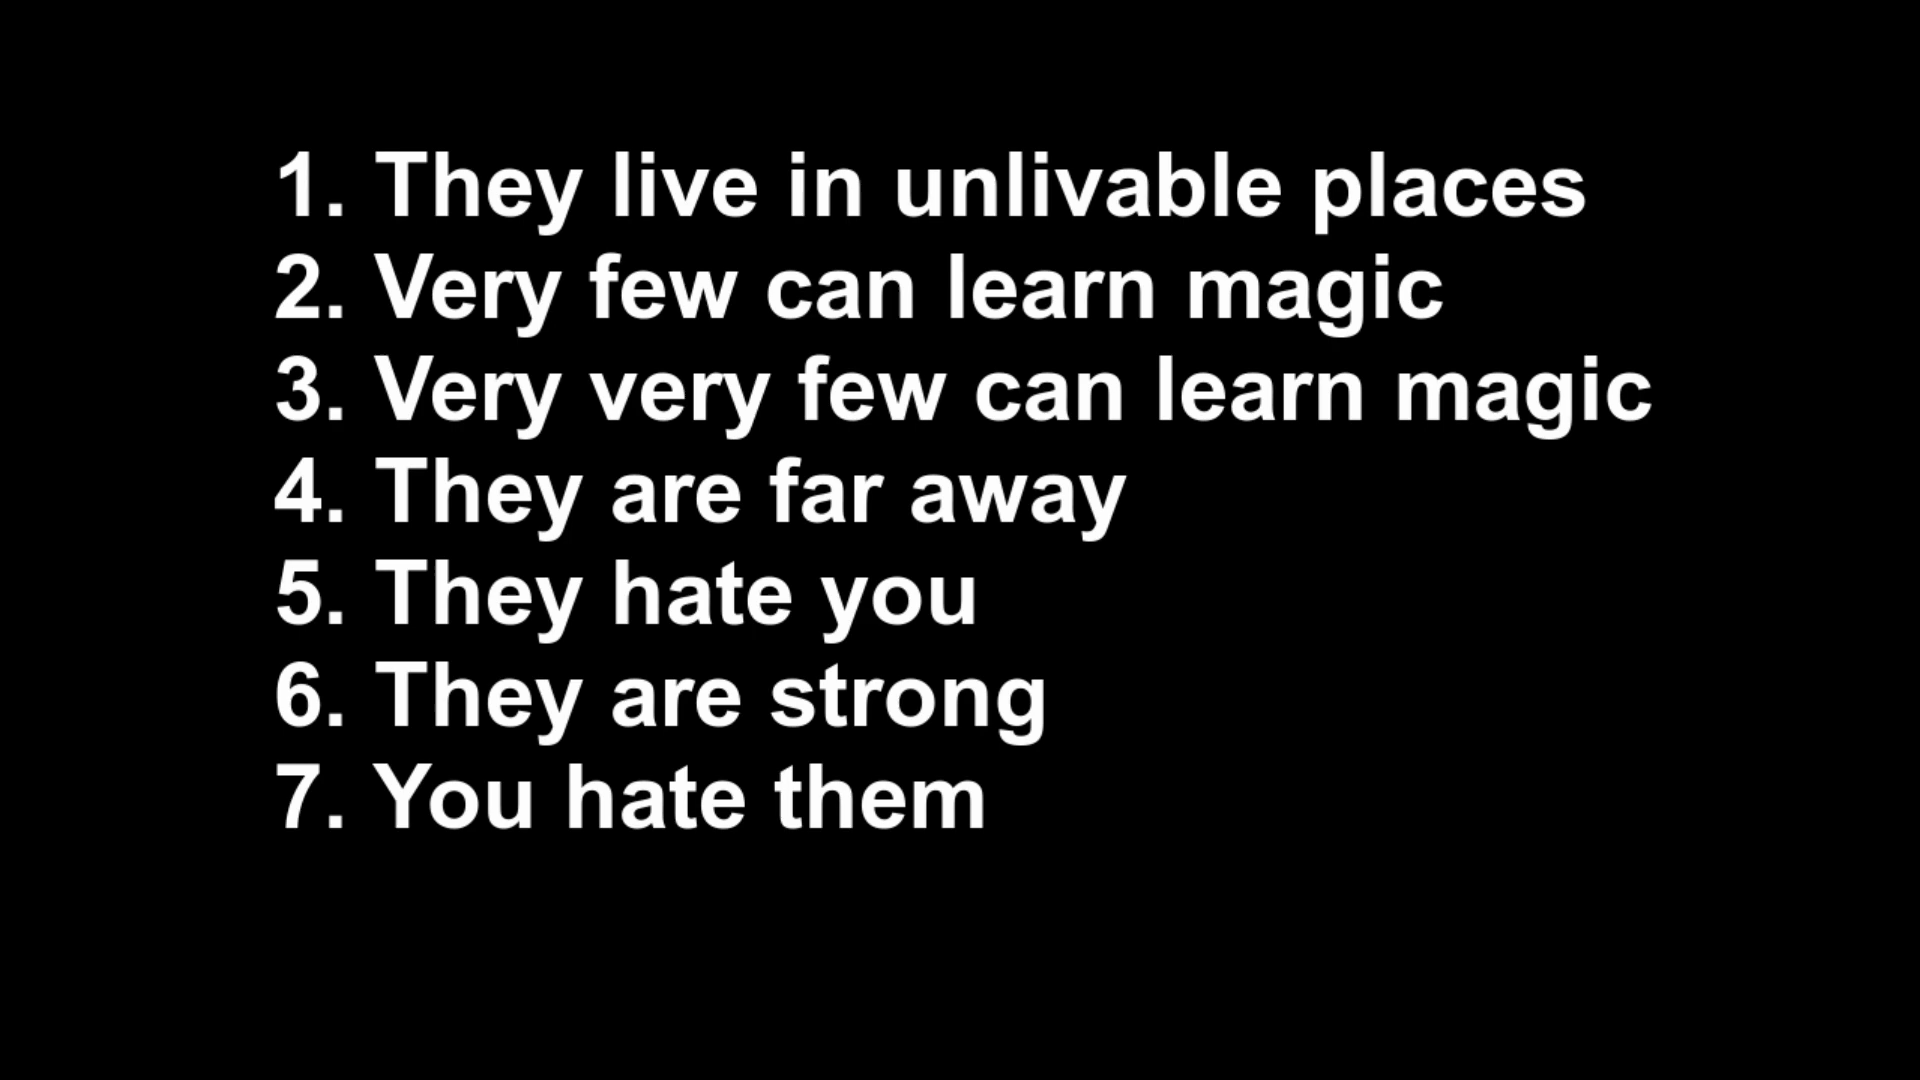 1. They live in unlivable places
2. Very few can learn magic
3. Very very few can learn magic
4. They are far away
5. They hate you
6. They are strong
7. You hate them